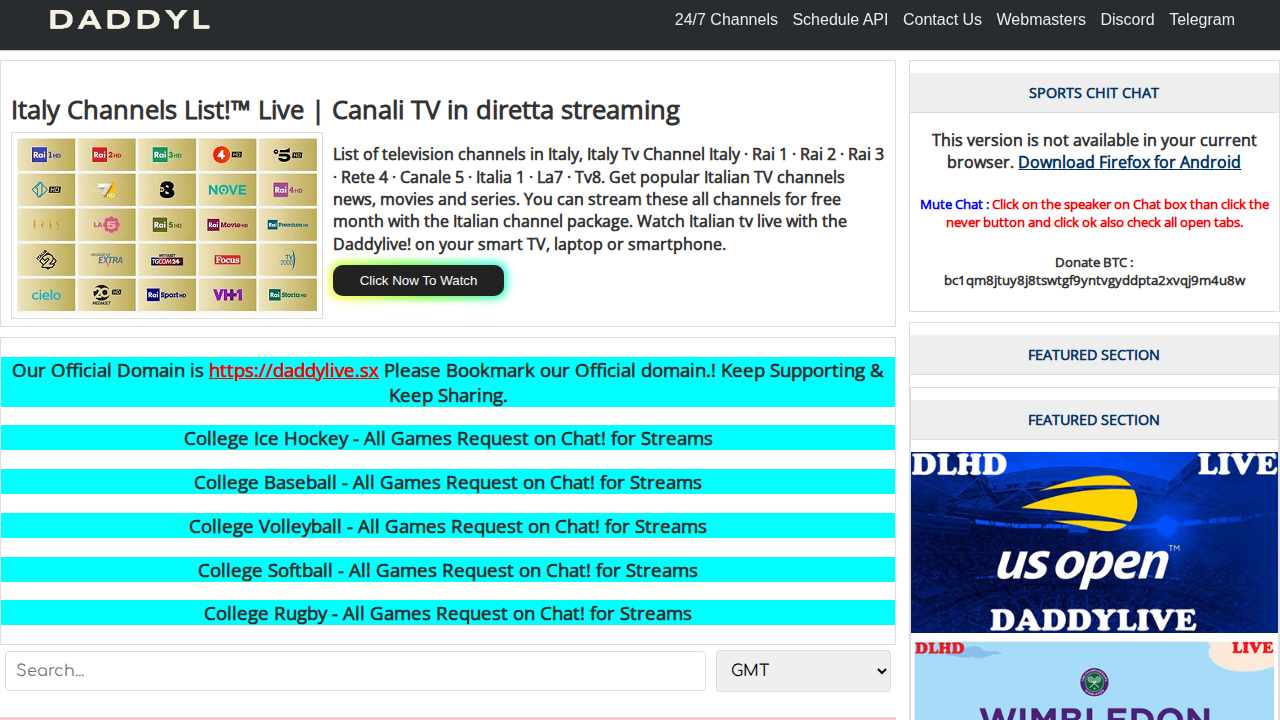 DADDYL
24/7 Channels Schedule API Contact Us Webmasters Discord Telegram
Italy Channels List!™ Live | Canali TV in diretta streaming
Rai 1 HD Rai 2 HD Rai 3 HD 4 HD 5 HD
HD 7 8 NOVE Rai 4 HD
IRIS LA 5 Rai 5 HD Rai Movie HD Rai Premium HD
MEDIASET EXTRA MEDIASET TGCOM24 Focus TV 2000
cielo 20 HD MEDIASET Rai Sport HD VH1 Rai Storia HD
List of television channels in Italy, Italy Tv Channel Italy · Rai 1 · Rai 2 · Rai 3
· Rete 4 · Canale 5 · Italia 1 · La7 · Tv8. Get popular Italian TV channels
news, movies and series. You can stream these all channels for free
month with the Italian channel package. Watch Italian tv live with the
Daddylive! on your smart TV, laptop or smartphone.
Click Now To Watch
Our Official Domain is https://daddylive.sx Please Bookmark our Official domain.! Keep Supporting &
Keep Sharing.
College Ice Hockey - All Games Request on Chat! for Streams
College Baseball - All Games Request on Chat! for Streams
College Volleyball - All Games Request on Chat! for Streams
College Softball - All Games Request on Chat! for Streams
College Rugby - All Games Request on Chat! for Streams
Search...
GMT
SPORTS CHIT CHAT
This version is not available in your current
browser. Download Firefox for Android
Mute Chat : Click on the speaker on Chat box than click the
never button and click ok also check all open tabs.
Donate BTC :
bc1qm8jtuy8j8tswtgf9yntvgyddpta2xvqj9m4u8w
FEATURED SECTION
FEATURED SECTION
DLHD LIVE
us open™
DADDYLIVE
DLHD LIVE
WIMBLEDON